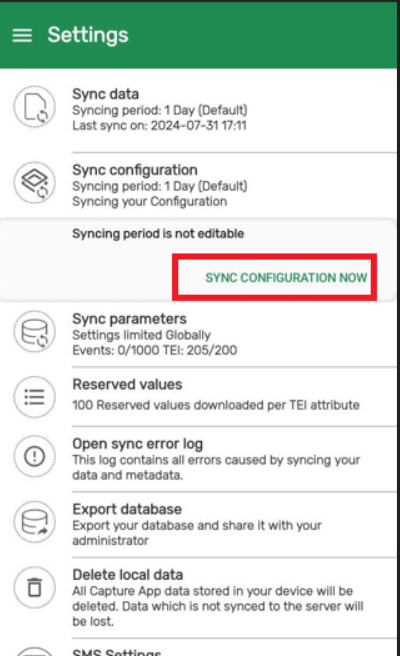 Settings
Sync data
Syncing period: 1 Day (Default)
Last sync on: 2024-07-31 17:11
Sync configuration
Syncing period: 1 Day (Default)
Syncing your Configuration
Syncing period is not editable
SYNC CONFIGURATION NOW
Sync parameters
Settings limited Globally
Events: 0/1000 TEI: 205/200
Reserved values
100 Reserved values downloaded per TEI attribute
Open sync error log
This log contains all errors caused by syncing your
data and metadata.
Export database
Export your database and share it with your
administrator
Delete local data
All Capture App data stored in your device will be
deleted. Data which is not synced to the server will
be lost.
SMS Settings